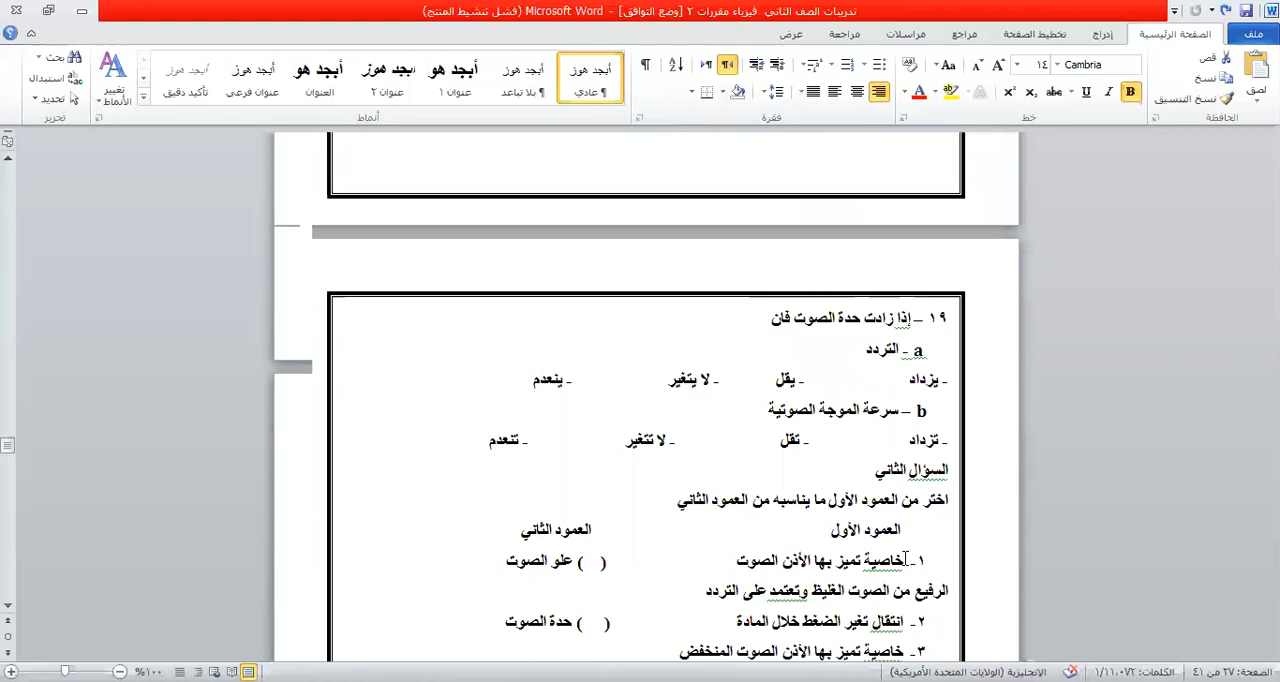 تدريبات الصف الثاني فيزياء مقررات ٢ [وضع التوافق] - Microsoft Word (فشل تنشيط المنتج)
ملف الصفحة الرئيسية إدراج تخطيط الصفحة مراجع مراسلات مراجعة عرض
لصق قص نسخ نسخ التنسيق الحافظة
Cambria ١٤ خط
فقرة
أبجد هوز عادي ¶
أبجد هوز بلا تباعد ¶
أبجد هو عنوان ١
أبجد هوز عنوان ٢
أبجد هو العنوان
أبجد هوز عنوان فرعي
أبجد هوز تأكيد دقيق
أنماط
تغيير الأنماط
بحث استبدال تحديد تحرير
١٩ – إذا زادت حدة الصوت فان
a - التردد
- يزداد - يقل - لا يتغير - ينعدم
b – سرعة الموجة الصوتية
- تزداد - تقل - لا تتغير - تنعدم
السؤال الثاني
اختر من العمود الأول ما يناسبه من العمود الثاني
العمود الأول العمود الثاني
١- خاصية تميز بها الأذن الصوت ( ) علو الصوت
الرفيع من الصوت الغليظ وتعتمد على التردد
٢- انتقال تغير الضغط خلال المادة ( ) حدة الصوت
٣- خاصية تميز بها الأذن الصوت المنخفض
الصفحة: ٢٧ من ٤١ الكلمات: ١/١١،٠٧٢ الإنجليزية (الولايات المتحدة الأمريكية) ١٠٠%